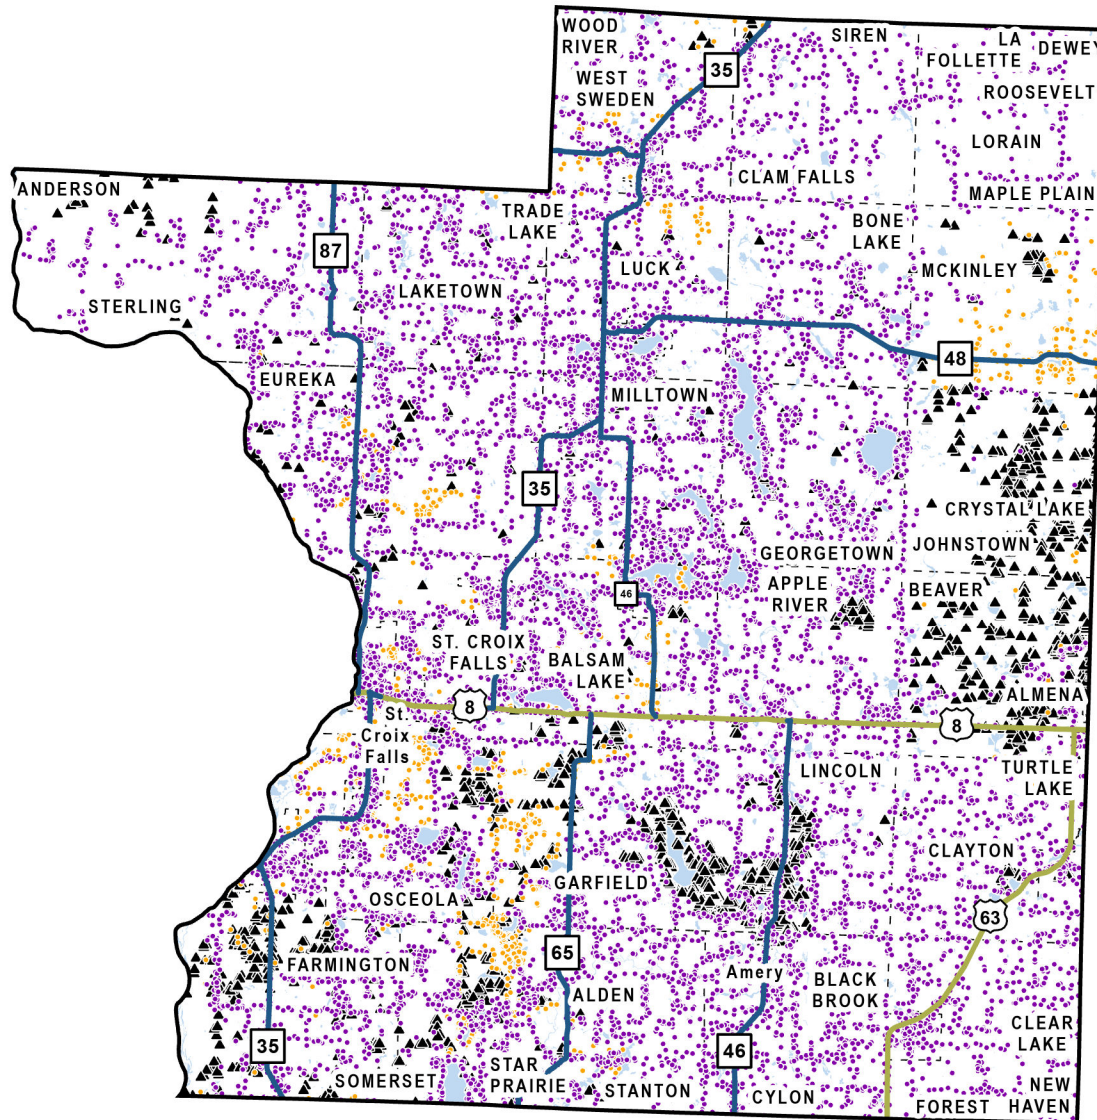 WOOD
RIVER
SIREN
LA
FOLLETTE
DEWEY
35
WEST
SWEDEN
ROOSEVELT
LORAIN
CLAM FALLS
ANDERSON
MAPLE PLAIN
TRADE
LAKE
BONE
LAKE
87
LUCK
MCKINLEY
LAKETOWN
STERLING
48
EUREKA
MILLTOWN
35
CRYSTAL LAKE
GEORGETOWN
JOHNSTOWN
APPLE
RIVER
BEAVER
46
ST. CROIX
FALLS
BALSAM
LAKE
ALMENA
8
8
St.
Croix
Falls
LINCOLN
TURTLE
LAKE
CLAYTON
GARFIELD
OSCEOLA
63
65
FARMINGTON
Amery
BLACK
BROOK
ALDEN
35
46
CLEAR
LAKE
STAR
PRAIRIE
SOMERSET
STANTON
CYLON
FOREST
NEW
HAVEN